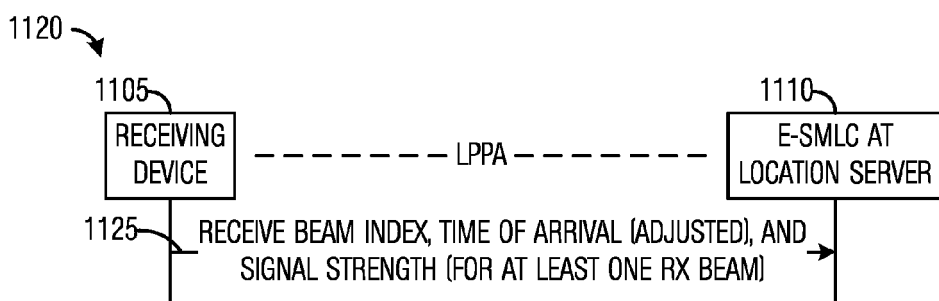 1120
1105
1110
RECEIVING
DEVICE
LPPA
E-SMLC AT
LOCATION SERVER
1125
RECEIVE BEAM INDEX, TIME OF ARRIVAL (ADJUSTED), AND
SIGNAL STRENGTH (FOR AT LEAST ONE RX BEAM)